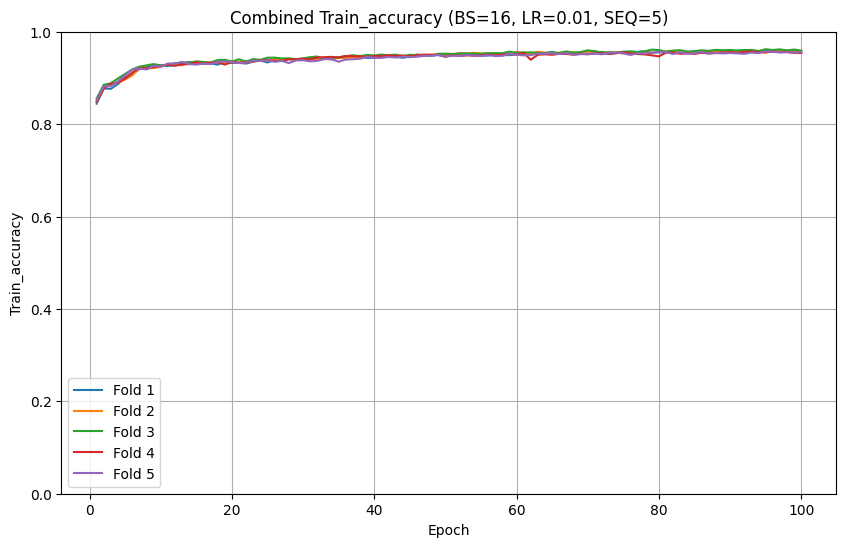 Combined Train_accuracy (BS=16, LR=0.01, SEQ=5)
Train_accuracy
1.0
0.8
0.6
0.4
0.2
0.0
Fold 1
Fold 2
Fold 3
Fold 4
Fold 5
0 20 40 60 80 100
Epoch